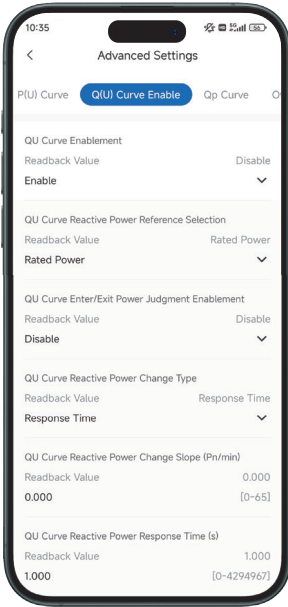 10:35
5G
56
Advanced Settings
P(U) Curve
Q(U) Curve Enable
Qp Curve
QU Curve Enablement
Readback Value
Disable
Enable
QU Curve Reactive Power Reference Selection
Readback Value
Rated Power
Rated Power
QU Curve Enter/Exit Power Judgment Enablement
Readback Value
Disable
Disable
QU Curve Reactive Power Change Type
Readback Value
Response Time
Response Time
QU Curve Reactive Power Change Slope (Pn/min)
Readback Value
0.000
0.000
[0-65]
QU Curve Reactive Power Response Time (s)
Readback Value
1.000
1.000
[0-4294967]